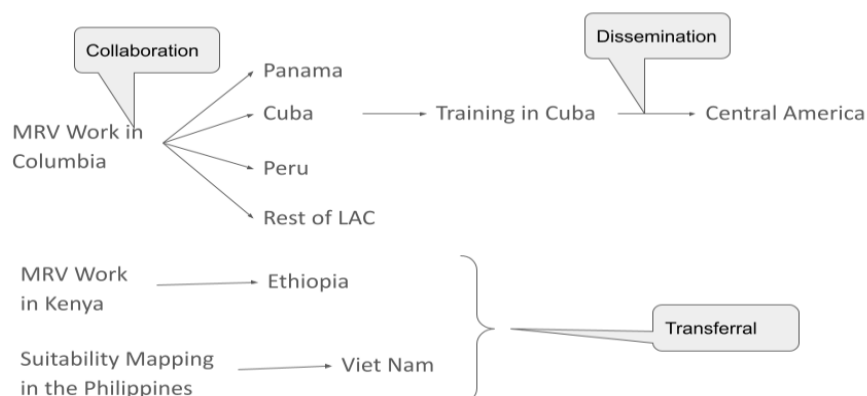 Collaboration
Dissemination
Panama
MRV Work in
Columbia
Cuba
Training in Cuba
Central America
Peru
Rest of LAC
MRV Work
in Kenya
Ethiopia
Transferral
Suitability Mapping
in the Philippines
Viet Nam